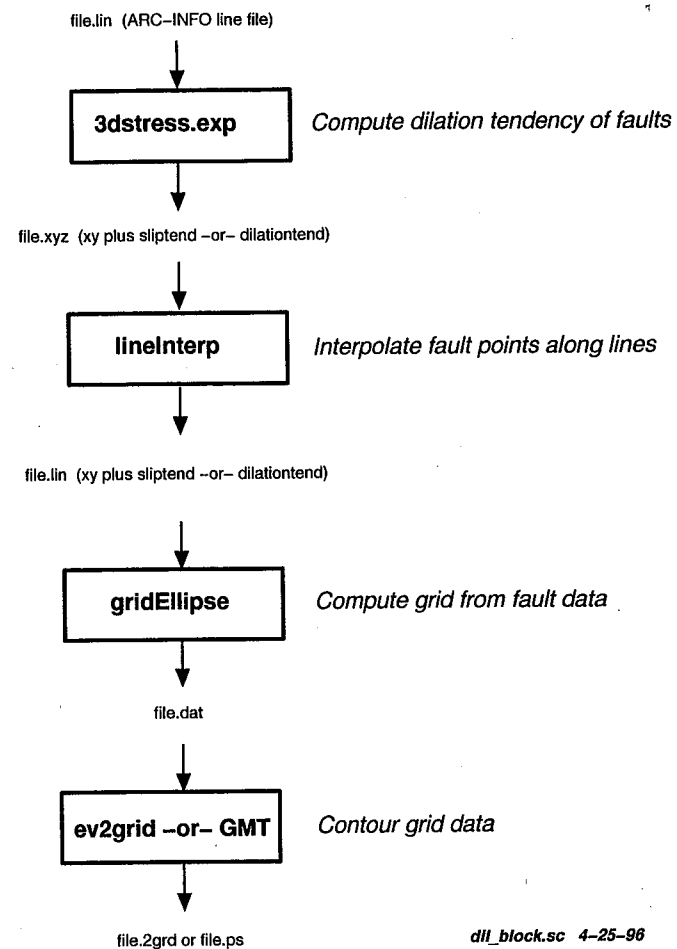 file.lin (ARC–INFO line file)
3dstress.exp
Compute dilation tendency of faults
file.xyz (xy plus sliptend –or– dilationtend)
lineInterp
Interpolate fault points along lines
file.lin (xy plus sliptend –or– dilationtend)
gridEllipse
Compute grid from fault data
file.dat
ev2grid –or– GMT
Contour grid data
file.2grd or file.ps
dil_block.sc 4–25–96